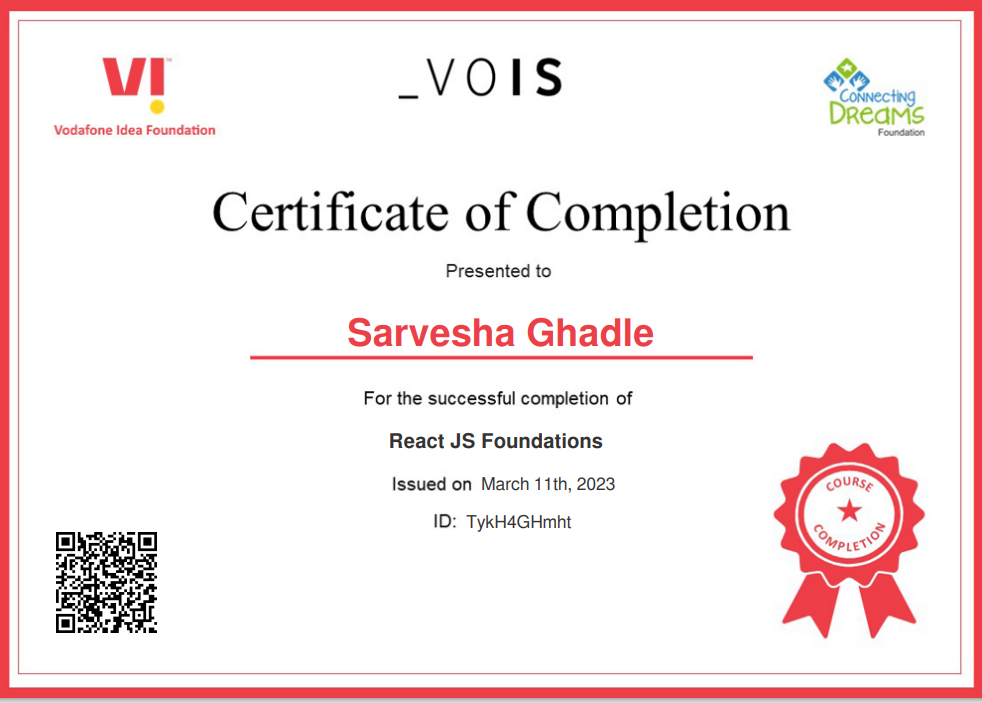 VI™
Vodafone Idea Foundation
_VOIS
Connecting
Dreams
Foundation
Certificate of Completion
Presented to
Sarvesha Ghadle
For the successful completion of
React JS Foundations
Issued on March 11th, 2023
ID: TykH4GHmht
COURSE
COMPLETION